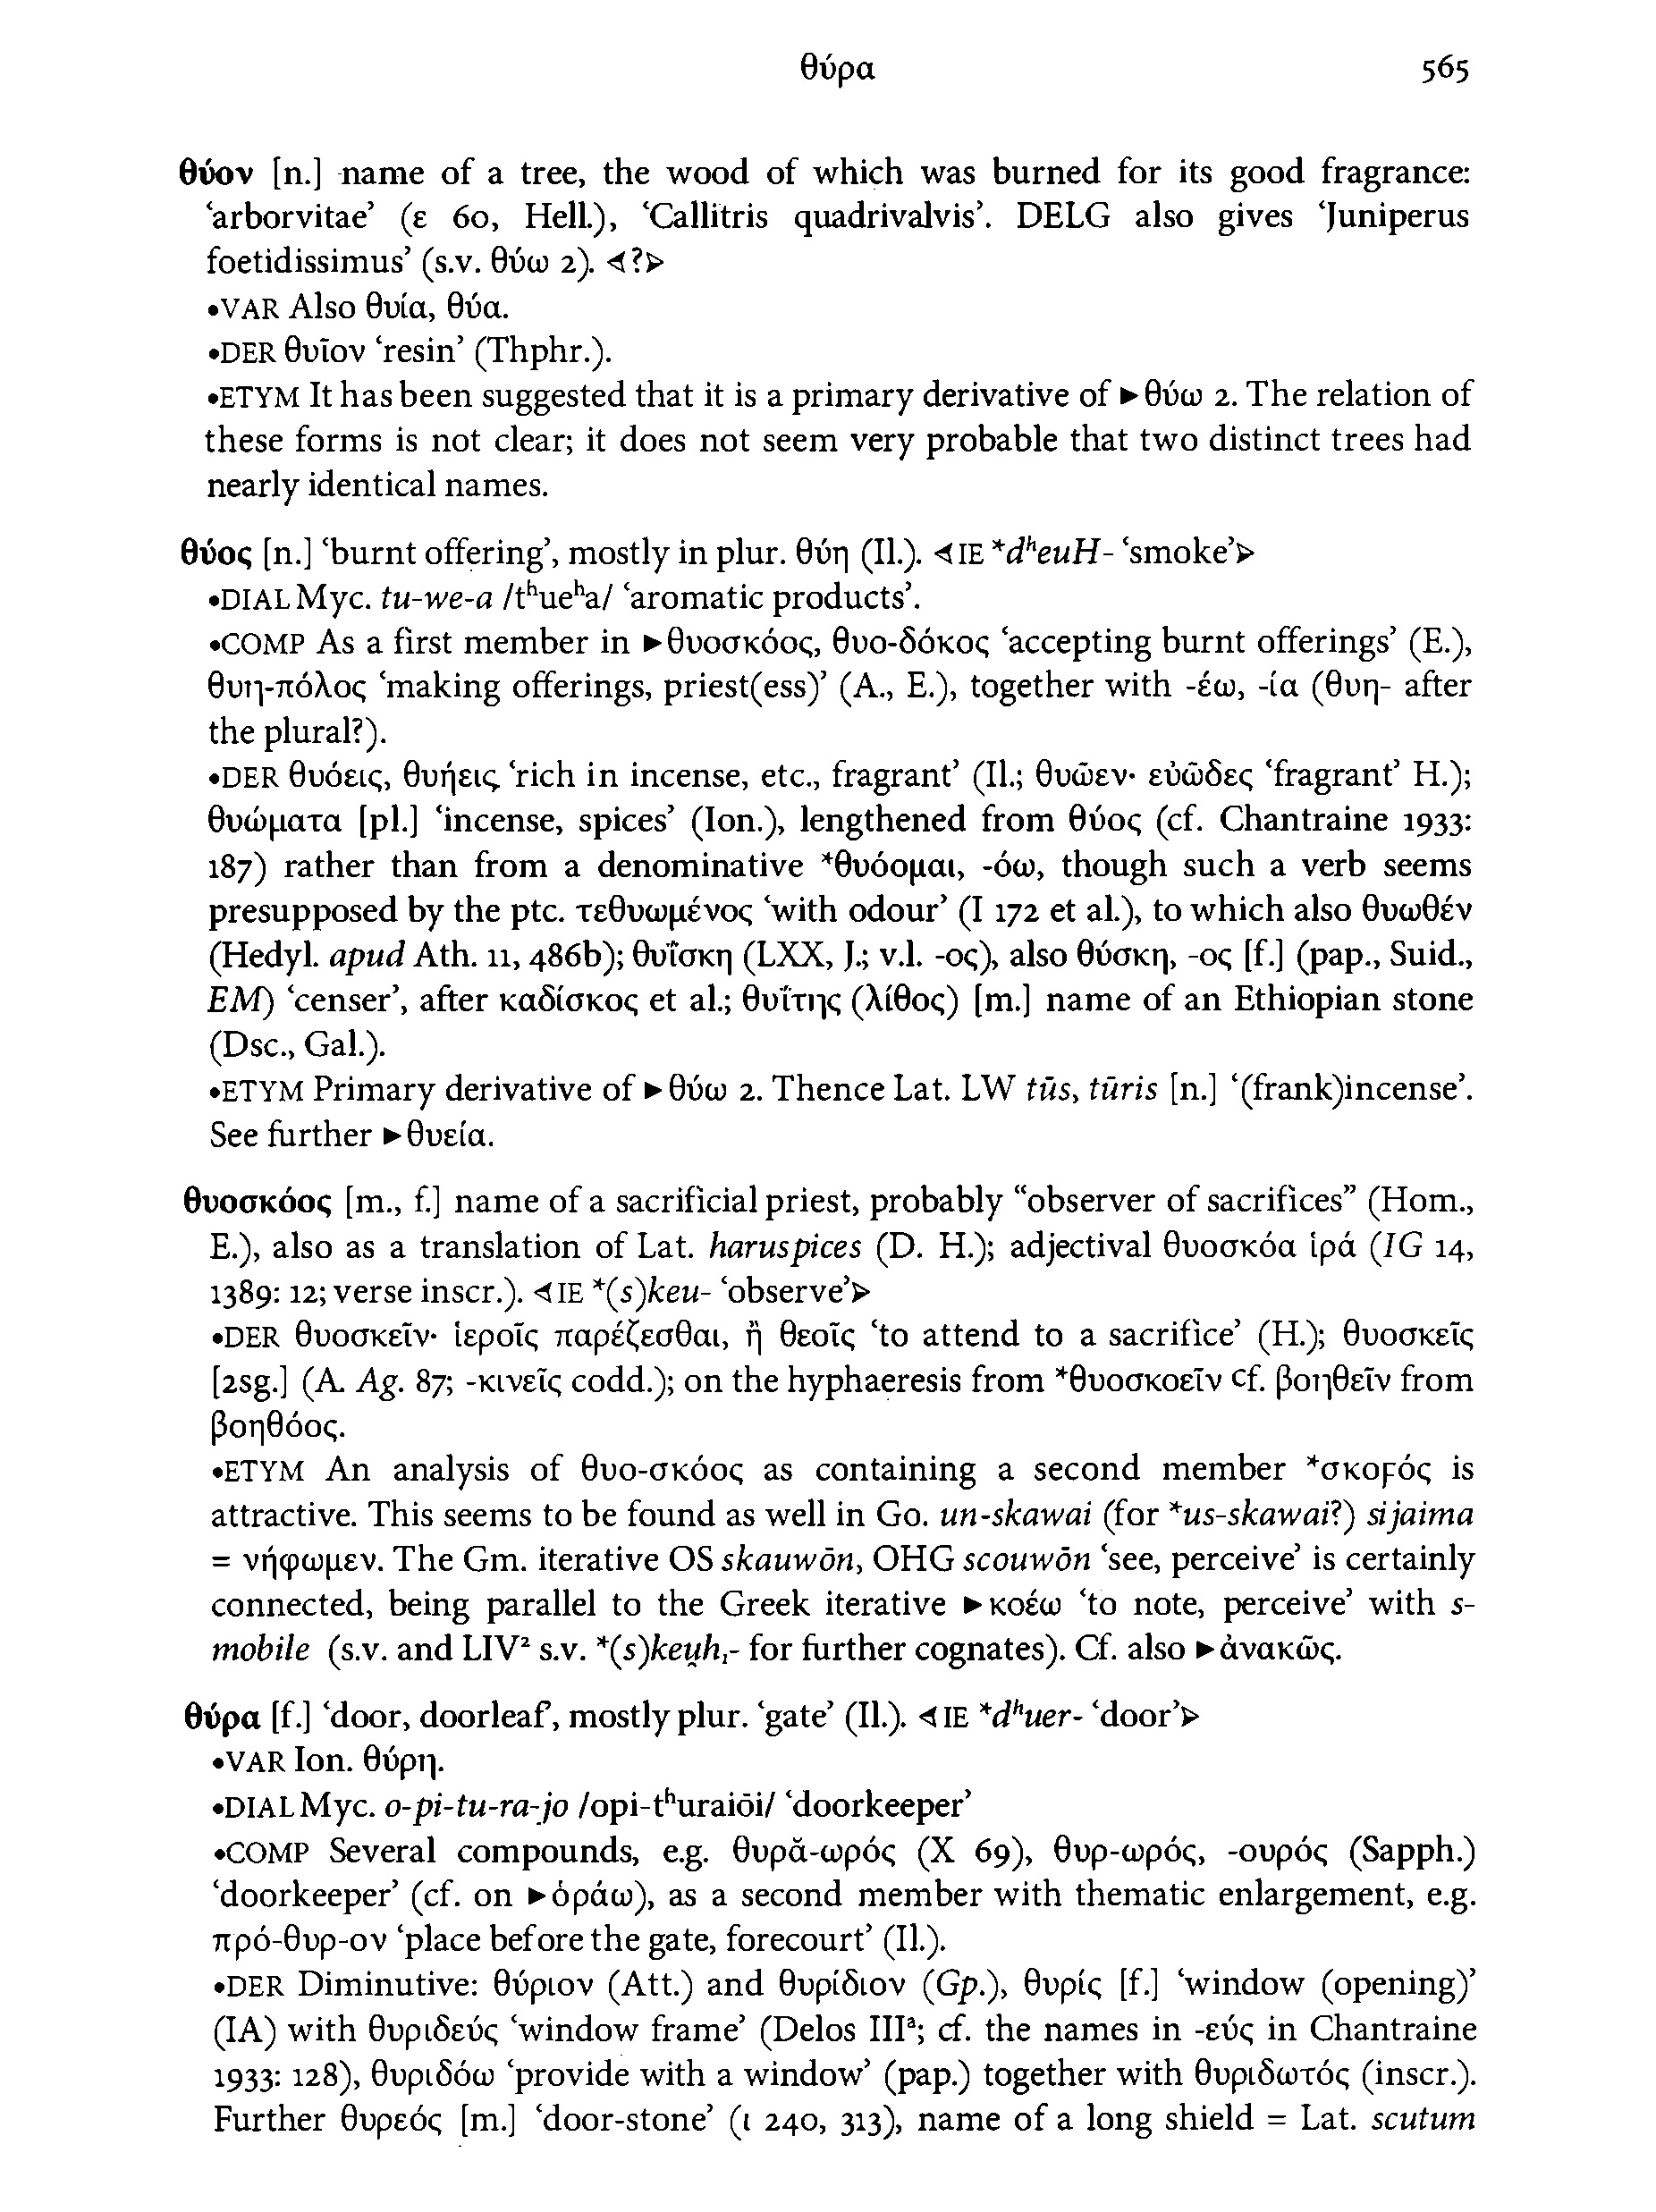 θύρα 565
θύον [n.] name of a tree, the wood of which was burned for its good fragrance:
‘arborvitae’ (ε 60, Hell.), ‘Callitris quadrivalvis’. DELG also gives ‘Juniperus
foetidissimus’ (s.v. θύω 2). ⊲?⊳
•VAR Also θυία, θύα.
•DER θυῖον ‘resin’ (Thphr.).
•ETYM It has been suggested that it is a primary derivative of ►θύω 2. The relation of
these forms is not clear; it does not seem very probable that two distinct trees had
nearly identical names.
θύος [n.] ‘burnt offering’, mostly in plur. θύη (Il.). ⊲IE *dʰeuH- ‘smoke’⊳
•DIAL Myc. tu-we-a /tʰueʰa/ ‘aromatic products’.
•COMP As a first member in ►θυοσκόος, θυο-δόκος ‘accepting burnt offerings’ (E.),
θυη-πόλος ‘making offerings, priest(ess)’ (A., E.), together with -έω, -ία (θυη- after
the plural?).
•DER θυόεις, θυήεις ‘rich in incense, etc., fragrant’ (Il.; θυῶεν· εὐῶδες ‘fragrant’ H.);
θυώματα [pl.] ‘incense, spices’ (Ion.), lengthened from θύος (cf. Chantraine 1933:
187) rather than from a denominative *θυόομαι, -όω, though such a verb seems
presupposed by the ptc. τεθυωμένος ‘with odour’ (Ι 172 et al.), to which also θυωθέν
(Hedyl. apud Ath. 11, 486b); θυΐσκη (LXX, J.; v.l. -ος), also θύσκη, -ος [f.] (pap., Suid.,
EM) ‘censer’, after καδίσκος et al.; θυΐτης (λίθος) [m.] name of an Ethiopian stone
(Dsc., Gal.).
•ETYM Primary derivative of ►θύω 2. Thence Lat. LW tūs, tūris [n.] ‘(frank)incense’.
See further ►θυεία.
θυοσκόος [m., f.] name of a sacrificial priest, probably “observer of sacrifices” (Hom.,
E.), also as a translation of Lat. haruspices (D. H.); adjectival θυοσκόα ἱρά (IG 14,
1389: 12; verse inscr.). ⊲IE *(s)keu- ‘observe’⊳
•DER θυοσκεῖν· ἱεροῖς παρέζεσθαι, ἢ θεοῖς ‘to attend to a sacrifice’ (H.); θυοσκεῖς
[2sg.] (A. Ag. 87; -κινεῖς codd.); on the hyphaeresis from *θυοσκοεῖν cf. βοηθεῖν from
βοηθόος.
•ETYM An analysis of θυο-σκόος as containing a second member *σκοϝός is
attractive. This seems to be found as well in Go. un-skawai (for *us-skawai?) sijaima
= νήφωμεν. The Gm. iterative OS skauwōn, OHG scouwōn ‘see, perceive’ is certainly
connected, being parallel to the Greek iterative ►κοέω ‘to note, perceive’ with s-
mobile (s.v. and LIV² s.v. *(s)keu̯h₁- for further cognates). Cf. also ►ἀνακῶς.
θύρα [f.] ‘door, doorleaf’, mostly plur. ‘gate’ (Il.). ⊲IE *dʰuer- ‘door’⊳
•VAR Ion. θύρη.
•DIAL Myc. o-pi-tu-ra-jo /opi-tʰuraiōi/ ‘doorkeeper’
•COMP Several compounds, e.g. θυρᾰ-ωρός (Χ 69), θυρ-ωρός, -ουρός (Sapph.)
‘doorkeeper’ (cf. on ►ὁράω), as a second member with thematic enlargement, e.g.
πρό-θυρ-ον ‘place before the gate, forecourt’ (Il.).
•DER Diminutive: θύριον (Att.) and θυρίδιον (Gp.), θυρίς [f.] ‘window (opening)’
(IA) with θυριδεύς ‘window frame’ (Delos IIIᵃ; cf. the names in -εύς in Chantraine
1933: 128), θυριδόω ‘provide with a window’ (pap.) together with θυριδωτός (inscr.).
Further θυρεός [m.] ‘door-stone’ (ι 240, 313), name of a long shield = Lat. scutum